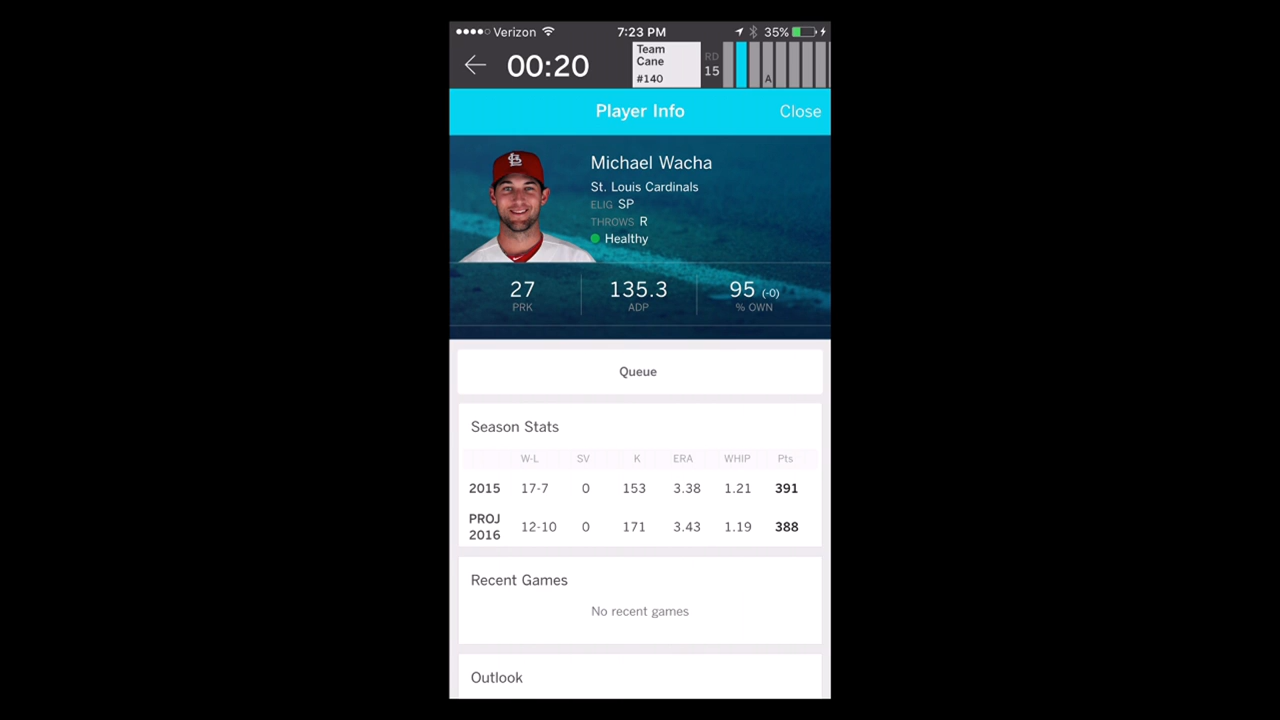 Verizon 7:23 PM 35%
00:20
Team
Cane
#140
RD
15
A
Player Info Close
Michael Wacha
St. Louis Cardinals
ELIG SP
THROWS R
Healthy
27 135.3 95 (-0)
PRK ADP % OWN
Queue
Season Stats
W-L SV K ERA WHIP Pts
2015 17-7 0 153 3.38 1.21 391
PROJ
2016 12-10 0 171 3.43 1.19 388
Recent Games
No recent games
Outlook